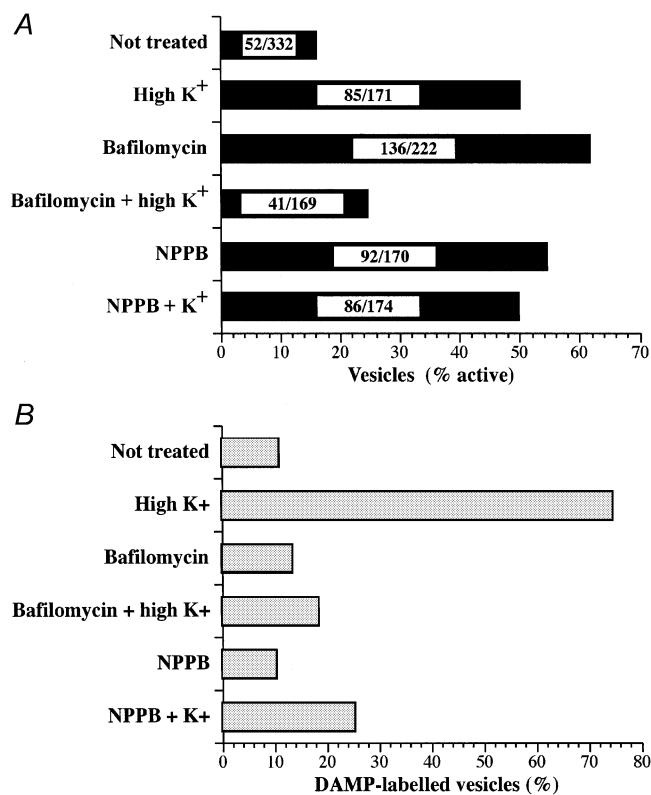 A
Not treated 52/332
High K+ 85/171
Bafilomycin 136/222
Bafilomycin + high K+ 41/169
NPPB 92/170
NPPB + K+ 86/174
0 10 20 30 40 50 60 70
Vesicles (% active)
B
Not treated
High K+
Bafilomycin
Bafilomycin + high K+
NPPB
NPPB + K+
0 20 30 40 50 60 70 80
DAMP-labelled vesicles (%)